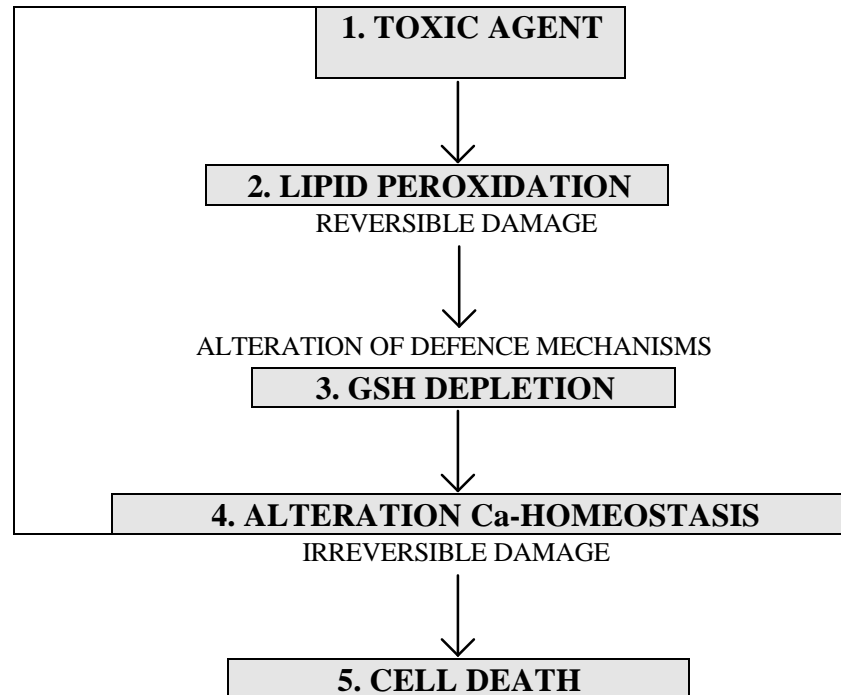 1. TOXIC AGENT
2. LIPID PEROXIDATION
REVERSIBLE DAMAGE
ALTERATION OF DEFENCE MECHANISMS
3. GSH DEPLETION
4. ALTERATION Ca-HOMEOSTASIS
IRREVERSIBLE DAMAGE
5. CELL DEATH